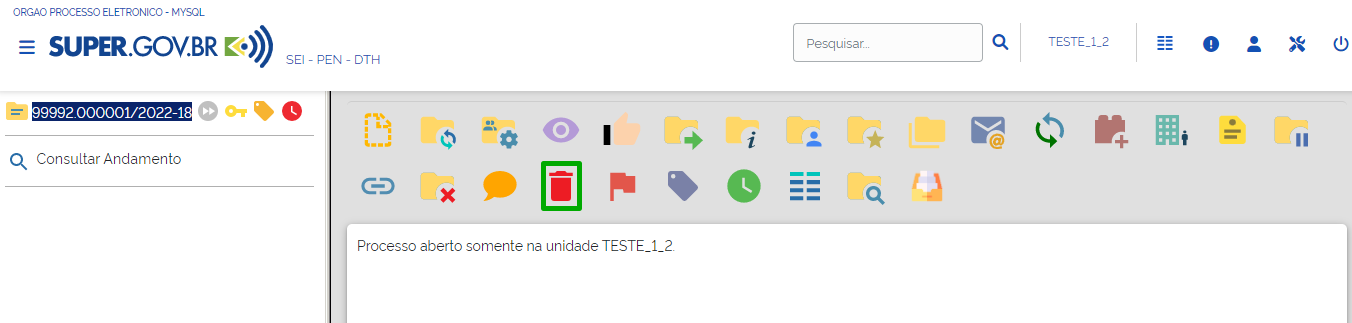 ORGAO PROCESSO ELETRONICO - MYSQL
SUPER.GOV.BR
SEI - PEN - DTH
Pesquisar...
TESTE_1_2
99992.000001/2022-18
Consultar Andamento
Processo aberto somente na unidade TESTE_1_2.